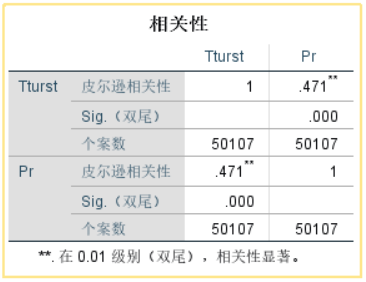 相关性
Tturst Pr
Tturst 皮尔逊相关性 1 .471**
Sig.（双尾） .000
个案数 50107 50107
Pr 皮尔逊相关性 .471** 1
Sig.（双尾） .000
个案数 50107 50107
**. 在 0.01 级别（双尾），相关性显著。